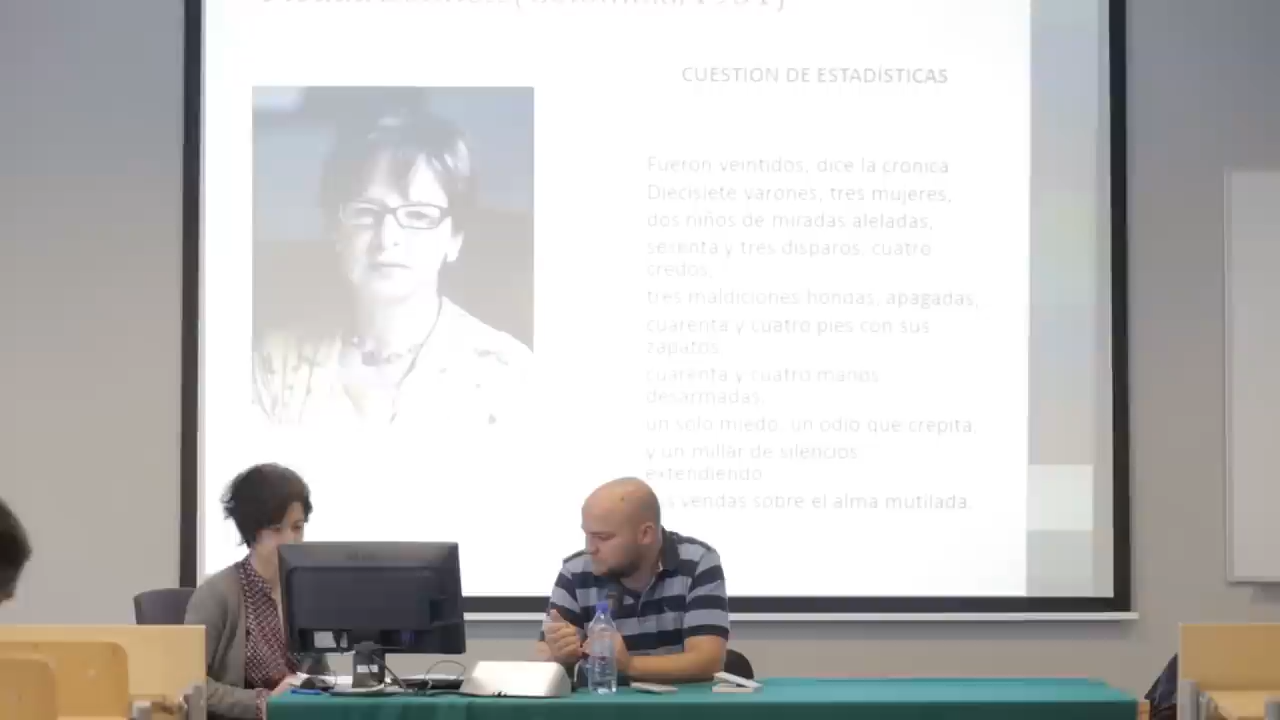 CUESTION DE ESTADÍSTICAS
Fueron veintidos, dice la cronica
Diecisiete varones, tres mujeres,
dos niños de miradas aleladas,
sesenta y tres disparos, cuatro
credos,
tres maldiciones hondas, apagadas,
cuarenta y cuatro pies con sus
zapatos
cuarenta y cuatro manos
desarmadas,
un solo miedo, un odio que crepita,
y un millar de silencios
extendiendo
vendas sobre el alma mutilada.